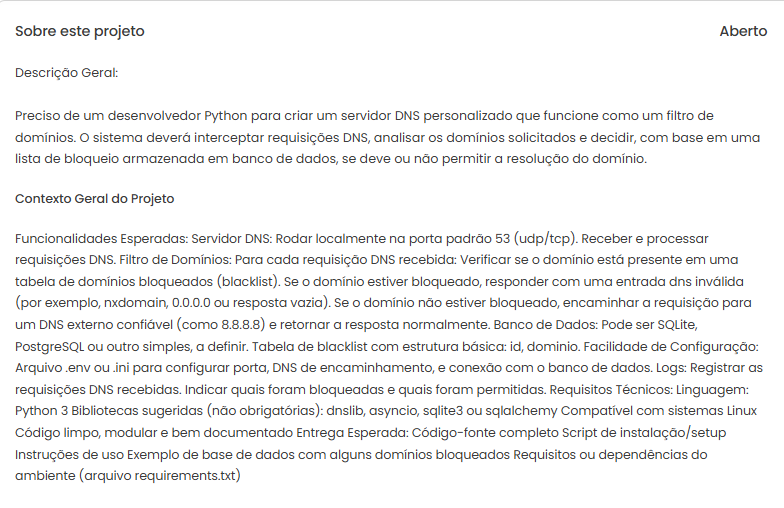 Sobre este projeto
Aberto
Descrição Geral:
Preciso de um desenvolvedor Python para criar um servidor DNS personalizado que funcione como um filtro de
domínios. O sistema deverá interceptar requisições DNS, analisar os domínios solicitados e decidir, com base em uma
lista de bloqueio armazenada em banco de dados, se deve ou não permitir a resolução do domínio.
Contexto Geral do Projeto
Funcionalidades Esperadas: Servidor DNS: Rodar localmente na porta padrão 53 (udp/tcp). Receber e processar
requisições DNS. Filtro de Domínios: Para cada requisição DNS recebida: Verificar se o domínio está presente em uma
tabela de domínios bloqueados (blacklist). Se o domínio estiver bloqueado, responder com uma entrada dns inválida
(por exemplo, nxdomain, 0.0.0.0 ou resposta vazia). Se o domínio não estiver bloqueado, encaminhar a requisição para
um DNS externo confiável (como 8.8.8.8) e retornar a resposta normalmente. Banco de Dados: Pode ser SQLite,
PostgreSQL ou outro simples, a definir. Tabela de blacklist com estrutura básica: id, dominio. Facilidade de Configuração:
Arquivo .env ou .ini para configurar porta, DNS de encaminhamento, e conexão com o banco de dados. Logs: Registrar as
requisições DNS recebidas. Indicar quais foram bloqueadas e quais foram permitidas. Requisitos Técnicos: Linguagem:
Python 3 Bibliotecas sugeridas (não obrigatórias): dnslib, asyncio, sqlite3 ou sqlalchemy Compatível com sistemas Linux
Código limpo, modular e bem documentado Entrega Esperada: Código-fonte completo Script de instalação/setup
Instruções de uso Exemplo de base de dados com alguns domínios bloqueados Requisitos ou dependências do
ambiente (arquivo requirements.txt)